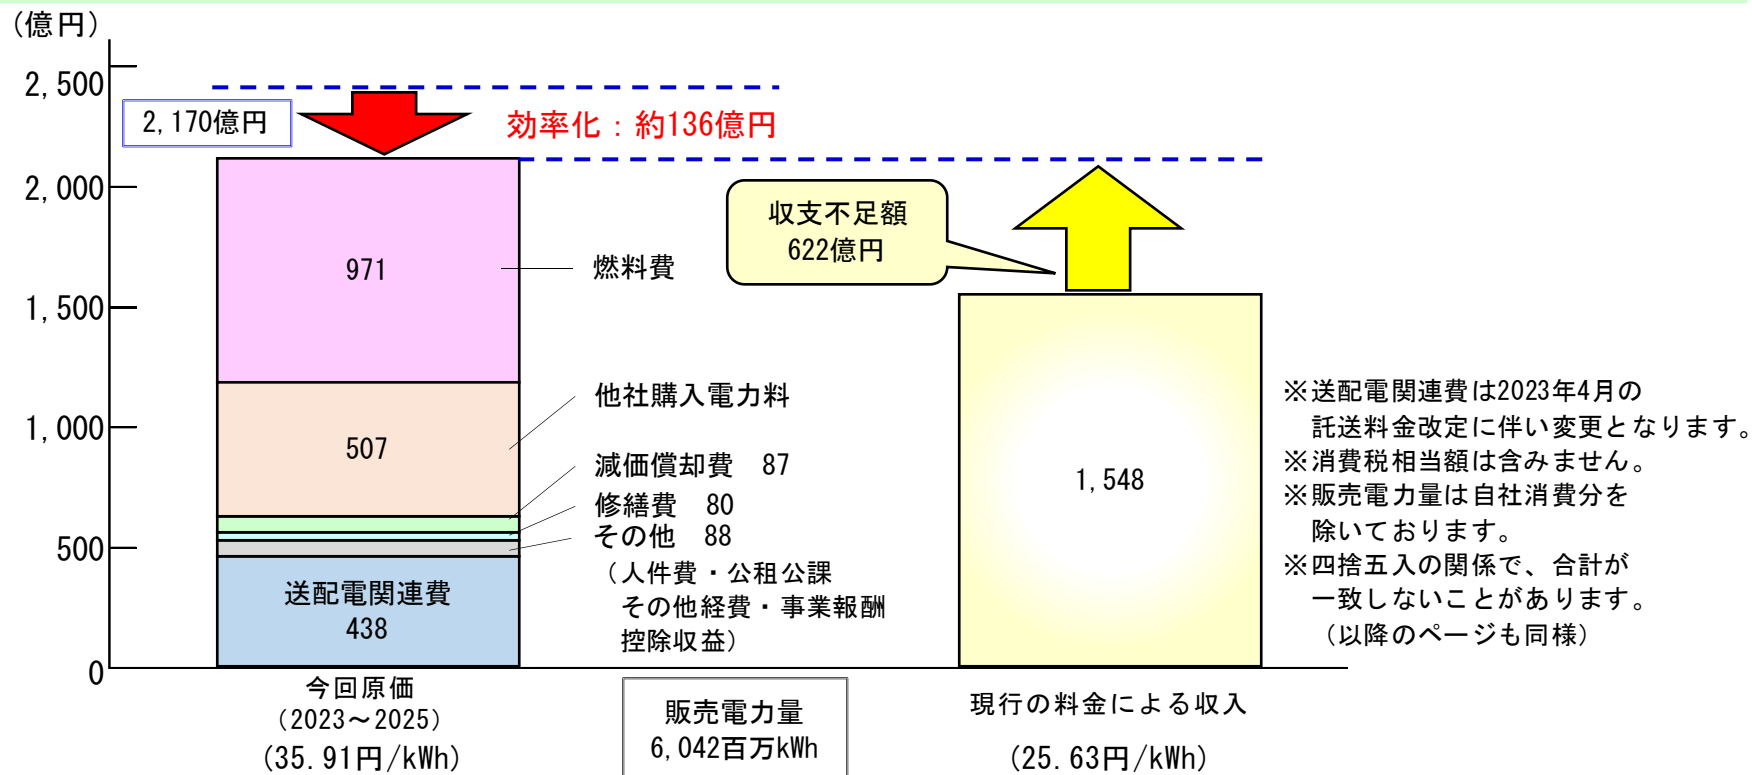 (億円)
2,500
2,000
1,500
1,000
500
0
2,170億円
効率化：約136億円
971
燃料費
507
他社購入電力料
減価償却費　87
修繕費　80
その他　88
（人件費・公租公課
その他経費・事業報酬
控除収益）
送配電関連費
438
収支不足額
622億円
1,548
※送配電関連費は2023年4月の
託送料金改定に伴い変更となります。
※消費税相当額は含みません。
※販売電力量は自社消費分を
除いております。
※四捨五入の関係で、合計が
一致しないことがあります。
（以降のページも同様）
今回原価
（2023～2025）
(35.91円/kWh)
販売電力量
6,042百万kWh
現行の料金による収入
(25.63円/kWh)